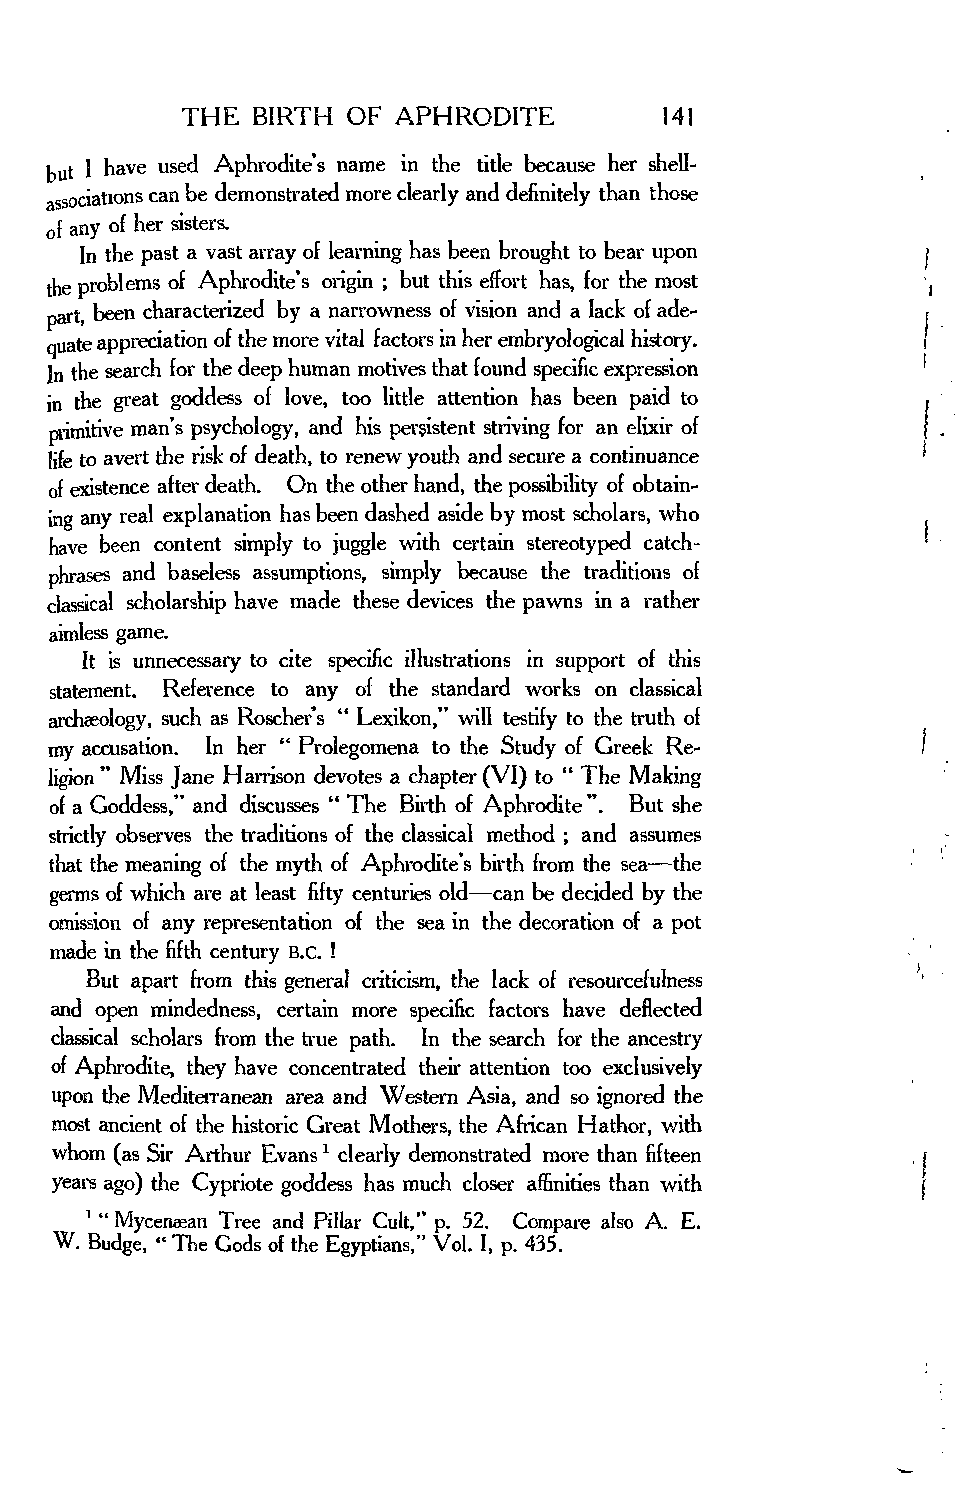 THE BIRTH OF APHRODITE 141
but I have used Aphrodite's name in the title because her shell-
associations can be demonstrated more clearly and definitely than those
of any of her sisters.
In the past a vast array of learning has been brought to bear upon
the problems of Aphrodite's origin ; but this effort has, for the most
part, been characterized by a narrowness of vision and a lack of ade-
quate appreciation of the more vital factors in her embryological history.
In the search for the deep human motives that found specific expression
in the great goddess of love, too little attention has been paid to
primitive man's psychology, and his persistent striving for an elixir of
life to avert the risk of death, to renew youth and secure a continuance
of existence after death. On the other hand, the possibility of obtain-
ing any real explanation has been dashed aside by most scholars, who
have been content simply to juggle with certain stereotyped catch-
phrases and baseless assumptions, simply because the traditions of
classical scholarship have made these devices the pawns in a rather
aimless game.
It is unnecessary to cite specific illustrations in support of this
statement. Reference to any of the standard works on classical
archæology, such as Roscher's " Lexikon," will testify to the truth of
my accusation. In her " Prolegomena to the Study of Greek Re-
ligion " Miss Jane Harrison devotes a chapter (VI) to " The Making
of a Goddess," and discusses " The Birth of Aphrodite ". But she
strictly observes the traditions of the classical method ; and assumes
that the meaning of the myth of Aphrodite's birth from the sea—the
germs of which are at least fifty centuries old—can be decided by the
omission of any representation of the sea in the decoration of a pot
made in the fifth century B.C. !
But apart from this general criticism, the lack of resourcefulness
and open mindedness, certain more specific factors have deflected
classical scholars from the true path. In the search for the ancestry
of Aphrodite, they have concentrated their attention too exclusively
upon the Mediterranean area and Western Asia, and so ignored the
most ancient of the historic Great Mothers, the African Hathor, with
whom (as Sir Arthur Evans ¹ clearly demonstrated more than fifteen
years ago) the Cypriote goddess has much closer affinities than with
¹ " Mycenæan Tree and Pillar Cult," p. 52. Compare also A. E.
W. Budge, " The Gods of the Egyptians," Vol. I, p. 435.